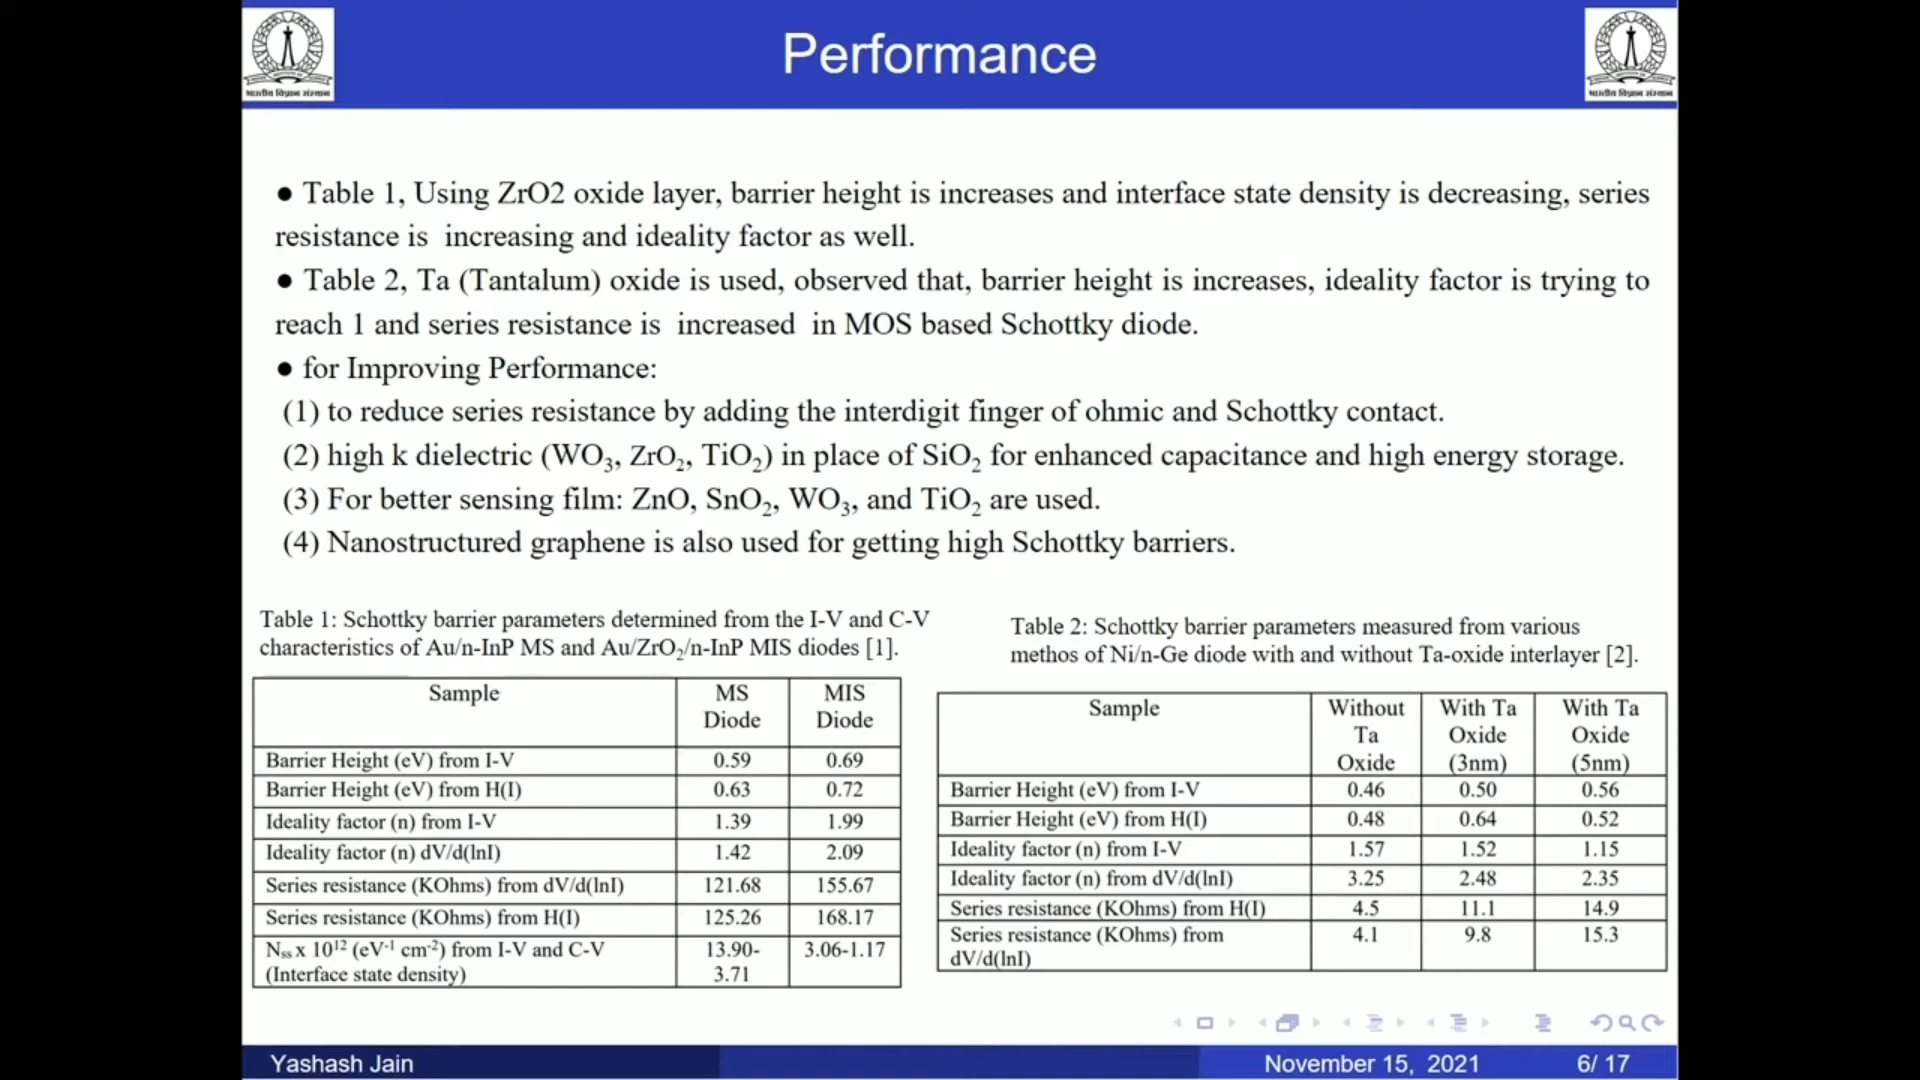 Performance
भारतीय विज्ञान संस्थान
भारतीय विज्ञान संस्थान
● Table 1, Using ZrO2 oxide layer, barrier height is increases and interface state density is decreasing, series
resistance is increasing and ideality factor as well.
● Table 2, Ta (Tantalum) oxide is used, observed that, barrier height is increases, ideality factor is trying to
reach 1 and series resistance is increased in MOS based Schottky diode.
● for Improving Performance:
(1) to reduce series resistance by adding the interdigit finger of ohmic and Schottky contact.
(2) high k dielectric (WO₃, ZrO₂, TiO₂) in place of SiO₂ for enhanced capacitance and high energy storage.
(3) For better sensing film: ZnO, SnO₂, WO₃, and TiO₂ are used.
(4) Nanostructured graphene is also used for getting high Schottky barriers.
Table 1: Schottky barrier parameters determined from the I-V and C-V
characteristics of Au/n-InP MS and Au/ZrO₂/n-InP MIS diodes [1].
Sample MS Diode MIS Diode
Barrier Height (eV) from I-V 0.59 0.69
Barrier Height (eV) from H(I) 0.63 0.72
Ideality factor (n) from I-V 1.39 1.99
Ideality factor (n) dV/d(lnI) 1.42 2.09
Series resistance (KOhms) from dV/d(lnI) 121.68 155.67
Series resistance (KOhms) from H(I) 125.26 168.17
Nss x 10¹² (eV⁻¹ cm⁻²) from I-V and C-V 13.90- 3.06-1.17
(Interface state density) 3.71
Table 2: Schottky barrier parameters measured from various
methos of Ni/n-Ge diode with and without Ta-oxide interlayer [2].
Sample Without With Ta With Ta
Ta Oxide Oxide
Oxide (3nm) (5nm)
Barrier Height (eV) from I-V 0.46 0.50 0.56
Barrier Height (eV) from H(I) 0.48 0.64 0.52
Ideality factor (n) from I-V 1.57 1.52 1.15
Ideality factor (n) from dV/d(lnI) 3.25 2.48 2.35
Series resistance (KOhms) from H(I) 4.5 11.1 14.9
Series resistance (KOhms) from 4.1 9.8 15.3
dV/d(lnI)
Yashash Jain
November 15, 2021
6/ 17